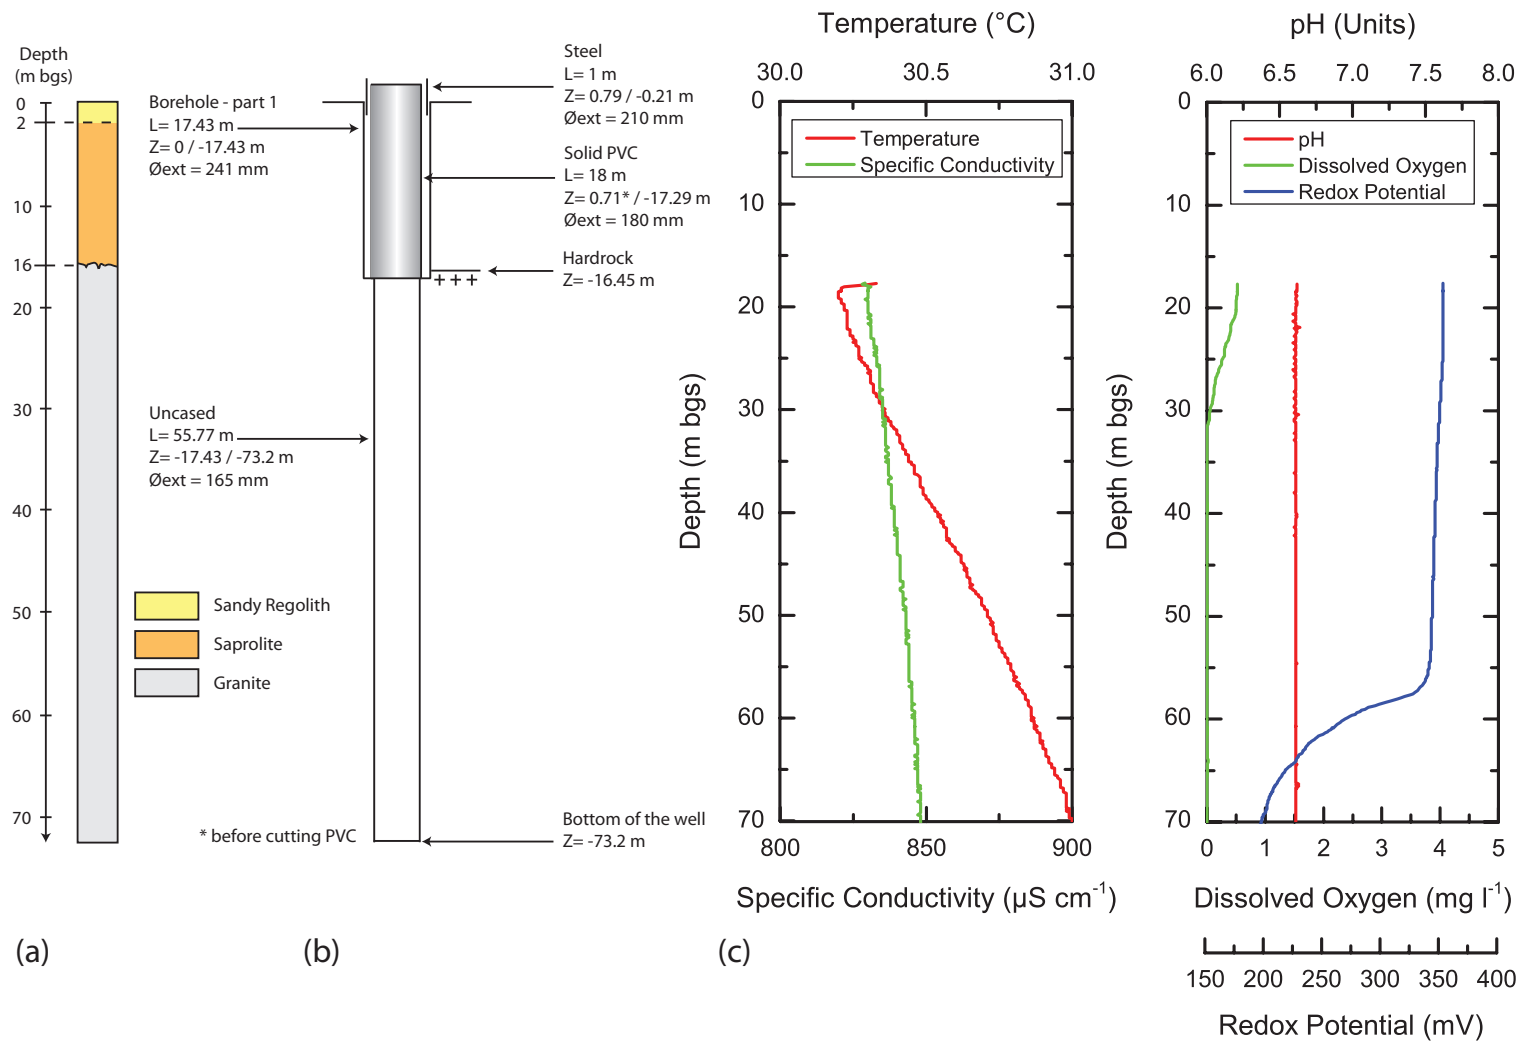 Depth
(m bgs)
0
2
10
16
20
30
40
50
60
70
Sandy Regolith
Saprolite
Granite
(a)
Borehole - part 1
L= 17.43 m
Z= 0 / -17.43 m
Øext = 241 mm
Uncased
L= 55.77 m
Z= -17.43 / -73.2 m
Øext = 165 mm
* before cutting PVC
Steel
L= 1 m
Z= 0.79 / -0.21 m
Øext = 210 mm
Solid PVC
L= 18 m
Z= 0.71* / -17.29 m
Øext = 180 mm
Hardrock
Z= -16.45 m
+ + +
Bottom of the well
Z= -73.2 m
(b)
Temperature (°C)
30.0 30.5 31.0
Temperature
Specific Conductivity
Depth (m bgs)
0
10
20
30
40
50
60
70
800 850 900
Specific Conductivity (µS cm-1)
(c)
pH (Units)
6.0 6.5 7.0 7.5 8.0
pH
Dissolved Oxygen
Redox Potential
Depth (m bgs)
0
10
20
30
40
50
60
70
0 1 2 3 4 5
Dissolved Oxygen (mg l-1)
150 200 250 300 350 400
Redox Potential (mV)